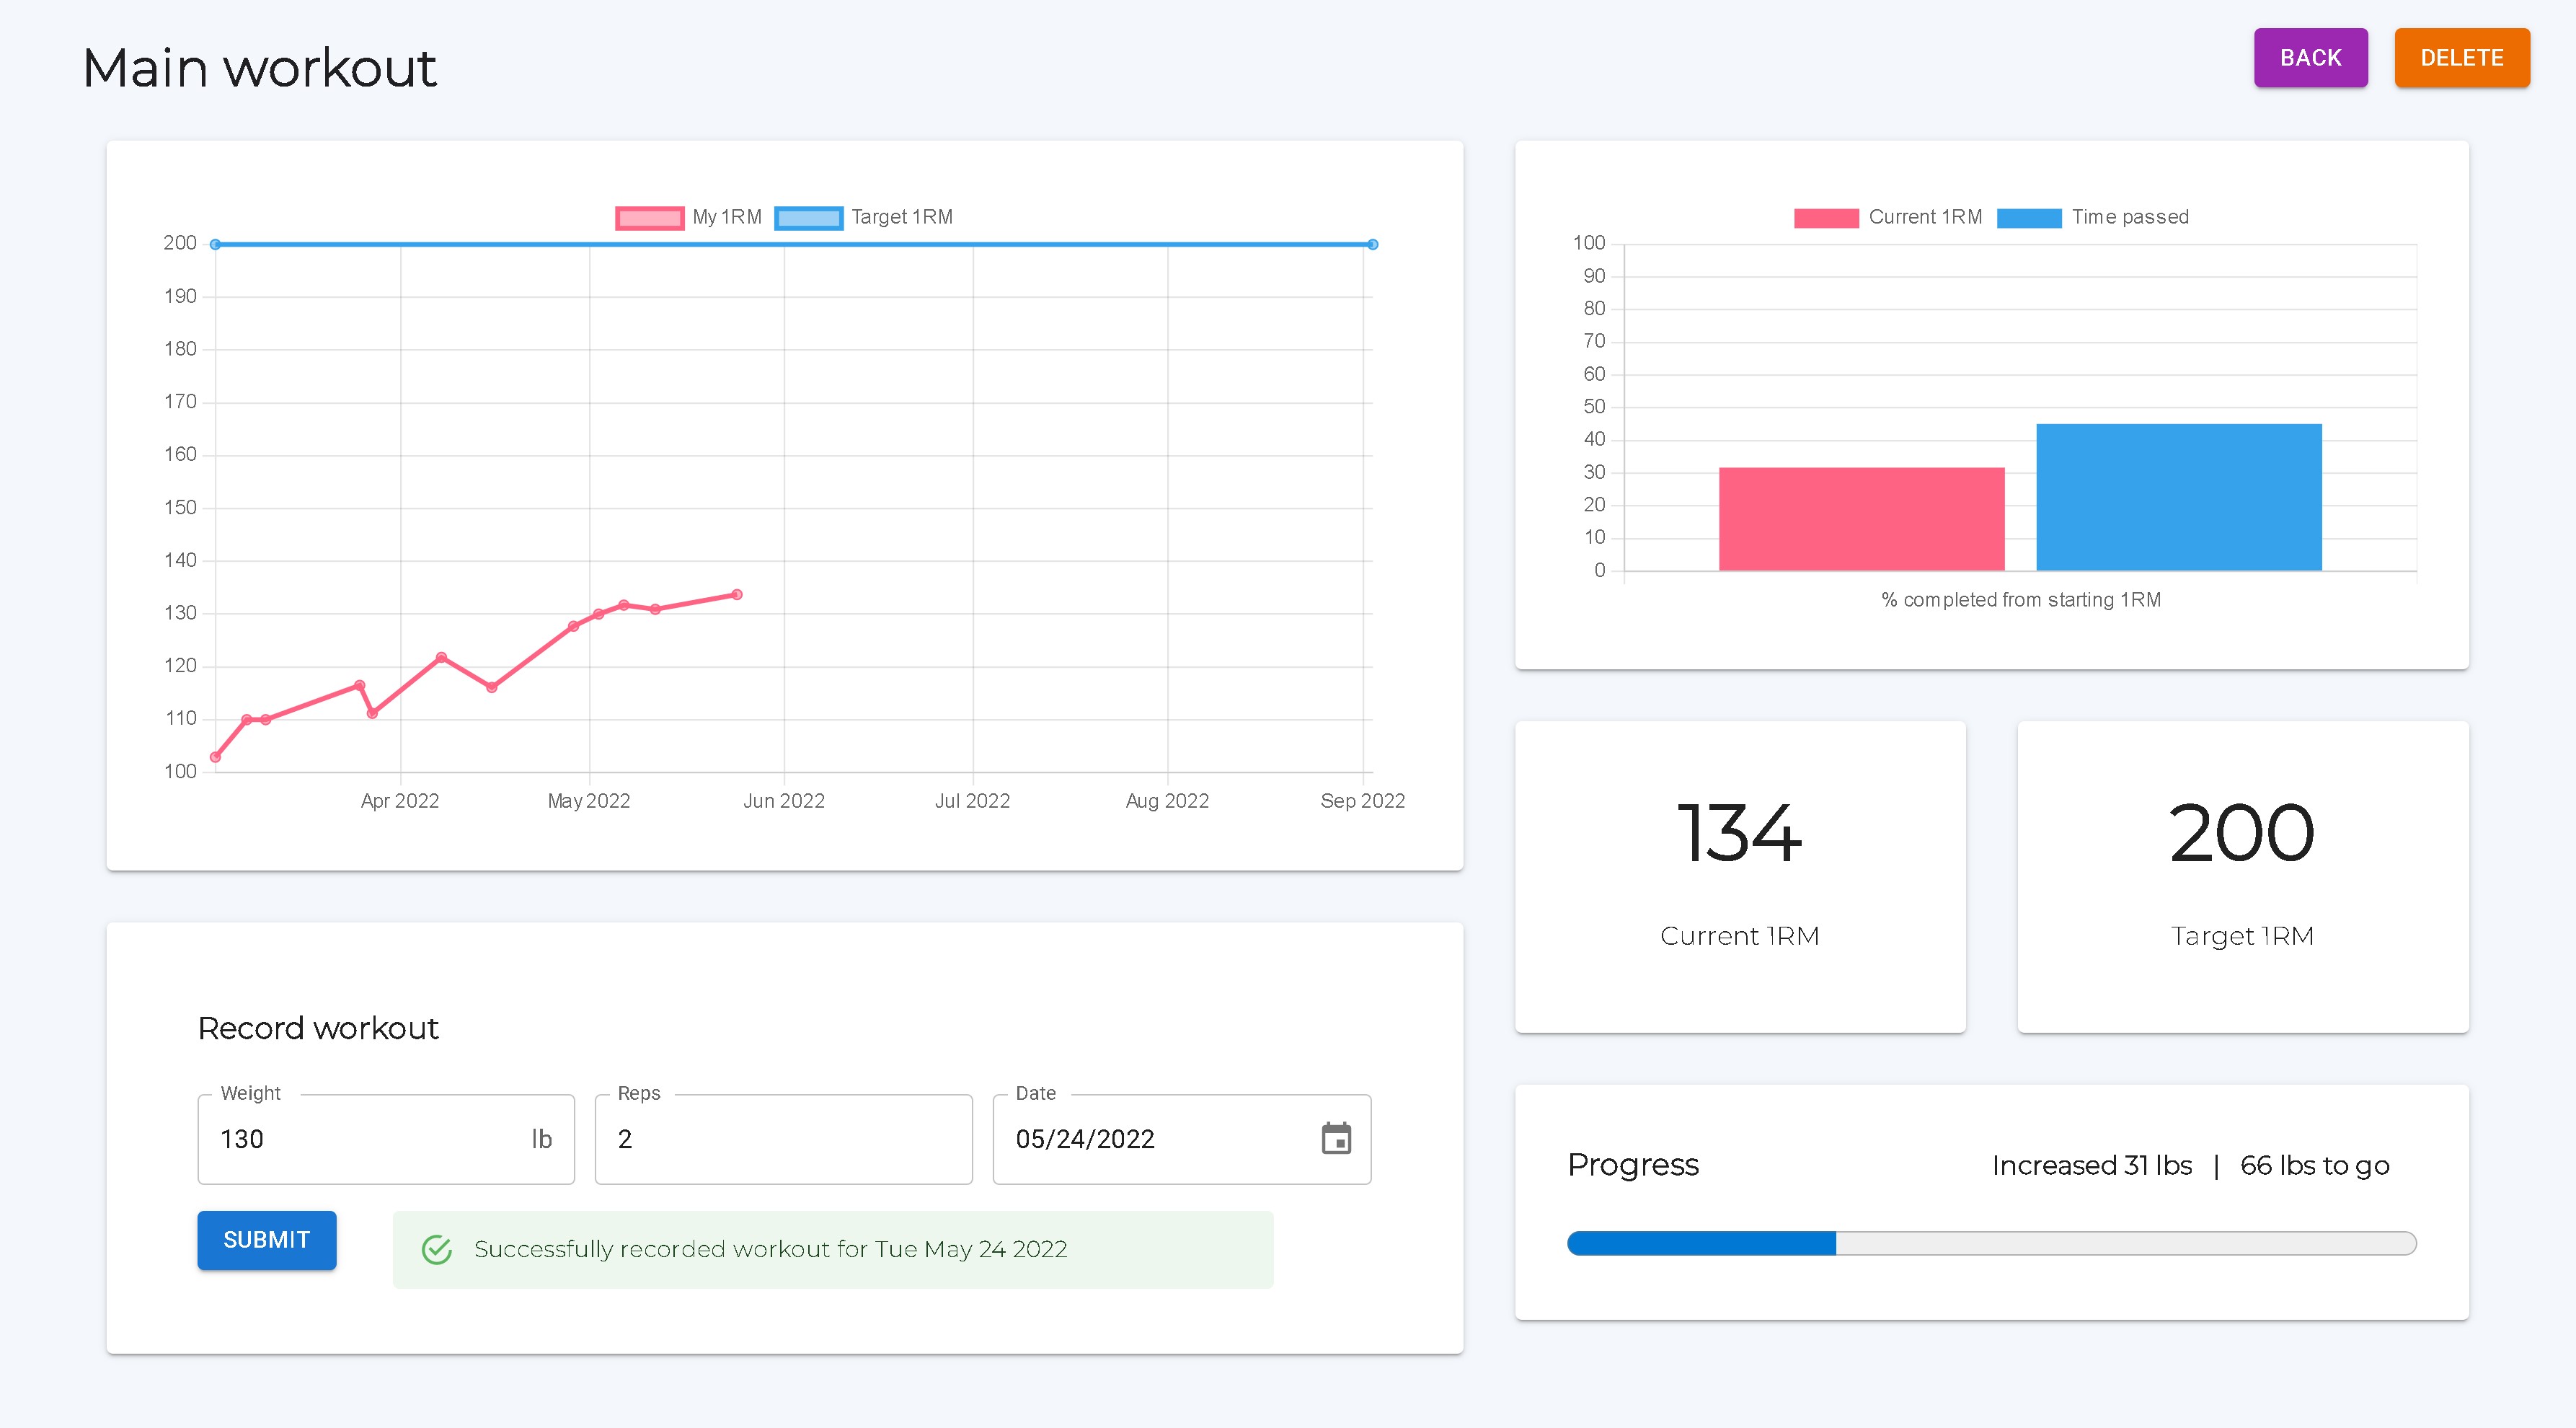 Main workout
BACK
DELETE
My 1RM
Target 1RM
200
190
180
170
160
150
140
130
120
110
100
Apr 2022
May 2022
Jun 2022
Jul 2022
Aug 2022
Sep 2022
Current 1RM
Time passed
100
90
80
70
60
50
40
30
20
10
0
% completed from starting 1RM
134
Current 1RM
200
Target 1RM
Record workout
Weight
130 lb
Reps
2
Date
05/24/2022
SUBMIT
Successfully recorded workout for Tue May 24 2022
Progress
Increased 31 lbs | 66 lbs to go